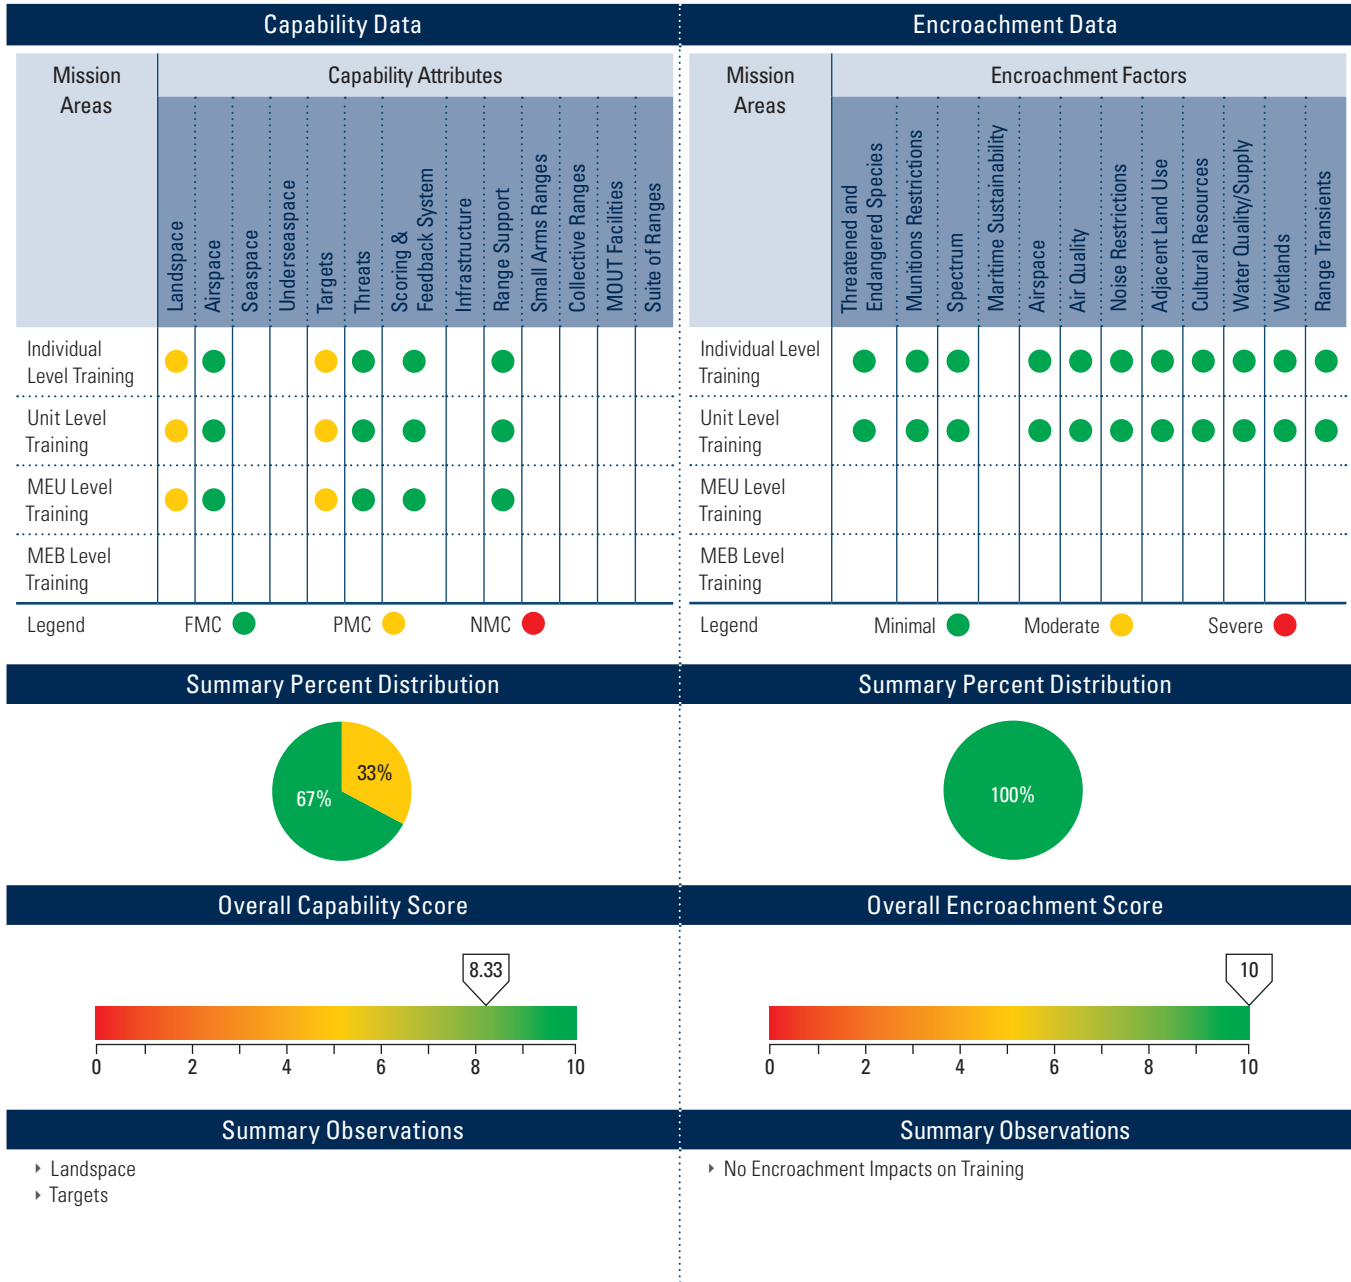 Capability Data
Mission
Areas
Capability Attributes
Landspace
Airspace
Seaspace
Underseaspace
Targets
Threats
Scoring &
Feedback System
Infrastructure
Range Support
Small Arms Ranges
Collective Ranges
MOUT Facilities
Suite of Ranges
Individual
Level Training
Unit Level
Training
MEU Level
Training
MEB Level
Training
Legend FMC PMC NMC
Summary Percent Distribution
33%
67%
Overall Capability Score
8.33
0 2 4 6 8 10
Summary Observations
Landspace
Targets
Encroachment Data
Mission
Areas
Encroachment Factors
Threatened and
Endangered Species
Munitions Restrictions
Spectrum
Maritime Sustainability
Airspace
Air Quality
Noise Restrictions
Adjacent Land Use
Cultural Resources
Water Quality/Supply
Wetlands
Range Transients
Individual Level
Training
Unit Level
Training
MEU Level
Training
MEB Level
Training
Legend Minimal Moderate Severe
Summary Percent Distribution
100%
Overall Encroachment Score
10
0 2 4 6 8 10
Summary Observations
No Encroachment Impacts on Training